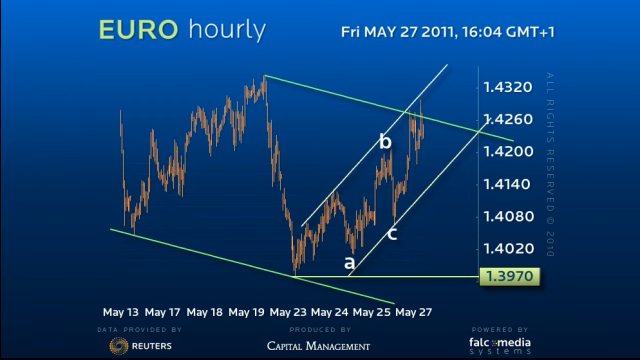 EURO hourly
Fri MAY 27 2011, 16:04 GMT+1
1.4320
1.4260
1.4200
1.4140
1.4080
1.4020
1.3970
b
c
a
ALL RIGHTS RESERVED © 2010
May 13 May 17 May 18 May 19 May 23 May 24 May 25 May 27
DATA PROVIDED BY
REUTERS
PRODUCED BY
CAPITAL MANAGEMENT
POWERED BY
falc media
systems